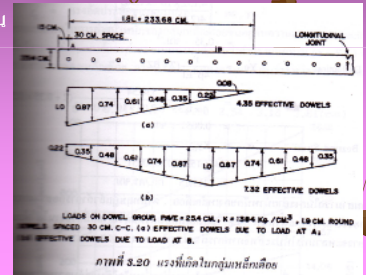 น
1.8L = 233.68 CM.
15 CM.
30 CM. SPACE
LONGITUDINAL
JOINT
A
B
25.4 CM.
0.08
1.0 0.87 0.74 0.61 0.48 0.35 0.22
4.35 EFFECTIVE DOWELS
(a)
0.22 0.35 0.48 0.61 0.74 0.87 1.0 0.87 0.74 0.61 0.48 0.35
7.32 EFFECTIVE DOWELS
(b)
LOADS ON DOWEL GROUP, PAVE = 25.4 CM., K = 1384 Kg /CM³, 1.9 CM. ROUND
DOWELS SPACED 30 CM. C-C. (a) EFFECTIVE DOWELS DUE TO LOAD AT A;
EFFECTIVE DOWELS DUE TO LOAD AT B.
ภาพที่ 3.20 แรงที่เกิดในกลุ่มเหล็กเดือย